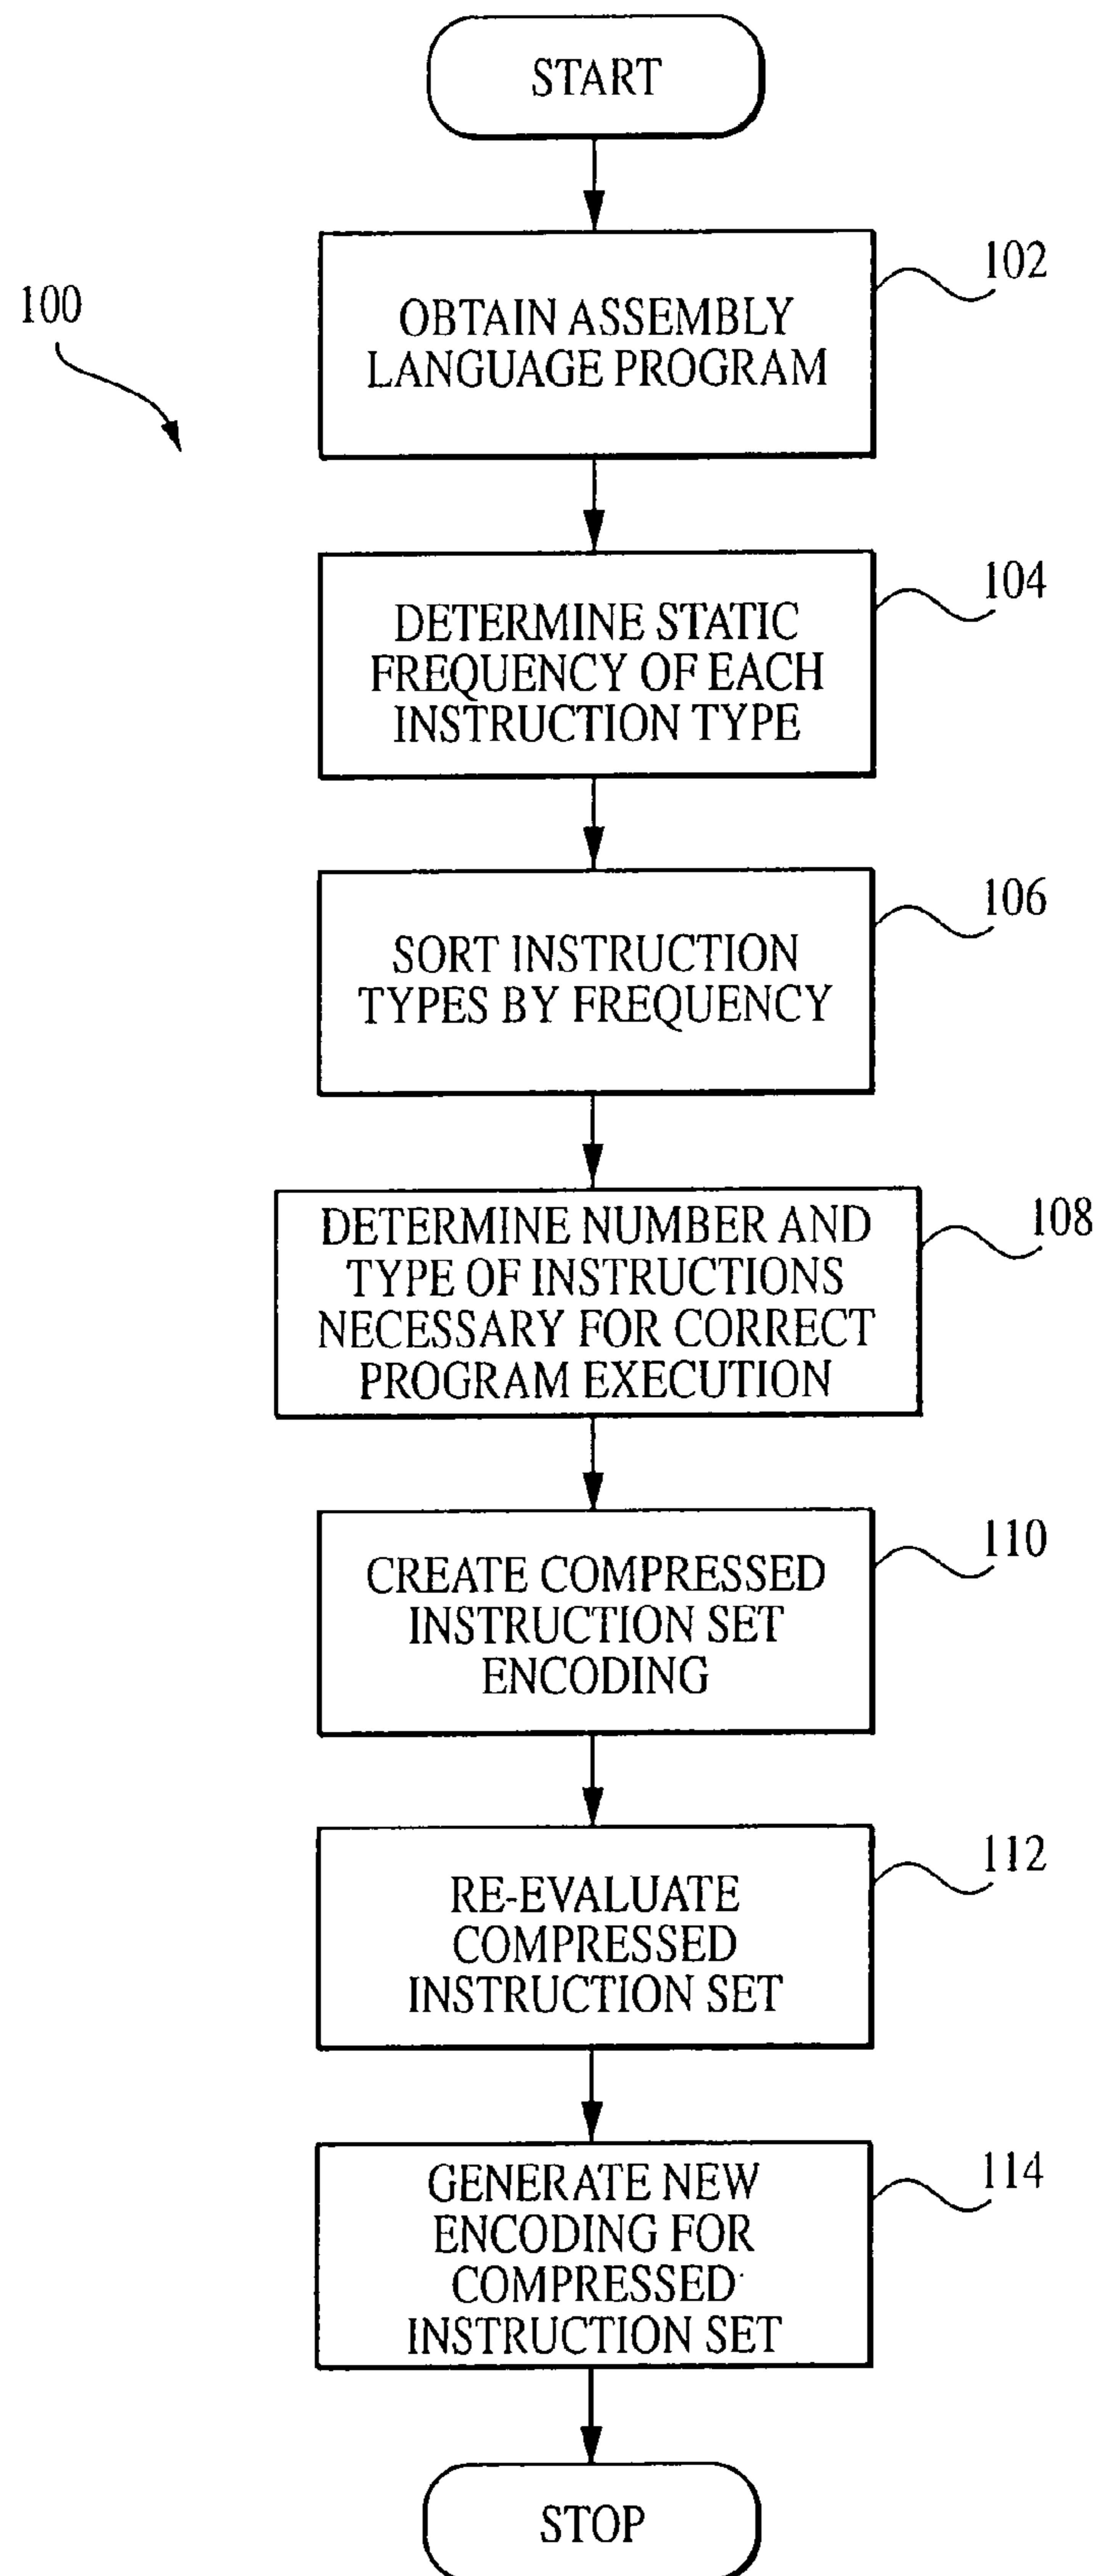 START
100
102
OBTAIN ASSEMBLY
LANGUAGE PROGRAM
104
DETERMINE STATIC
FREQUENCY OF EACH
INSTRUCTION TYPE
106
SORT INSTRUCTION
TYPES BY FREQUENCY
108
DETERMINE NUMBER AND
TYPE OF INSTRUCTIONS
NECESSARY FOR CORRECT
PROGRAM EXECUTION
110
CREATE COMPRESSED
INSTRUCTION SET
ENCODING
112
RE-EVALUATE
COMPRESSED
INSTRUCTION SET
114
GENERATE NEW
ENCODING FOR
COMPRESSED
INSTRUCTION SET
STOP